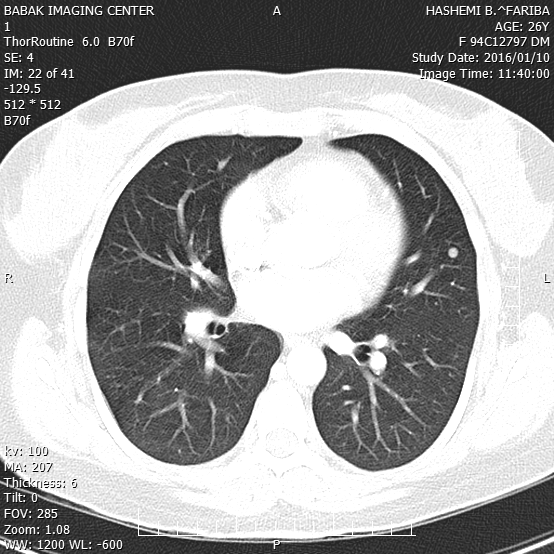 BABAK IMAGING CENTER
1
ThorRoutine 6.0 B70f
SE: 4
IM: 22 of 41
-129.5
512 * 512
B70f
A
HASHEMI B.^FARIBA
AGE: 26Y
F 94C12797 DM
Study Date: 2016/01/10
Image Time: 11:40:00
R
L
kv: 100
MA: 207
Thickness: 6
Tilt: 0
FOV: 285
Zoom: 1.08
WW: 1200 WL: -600
P